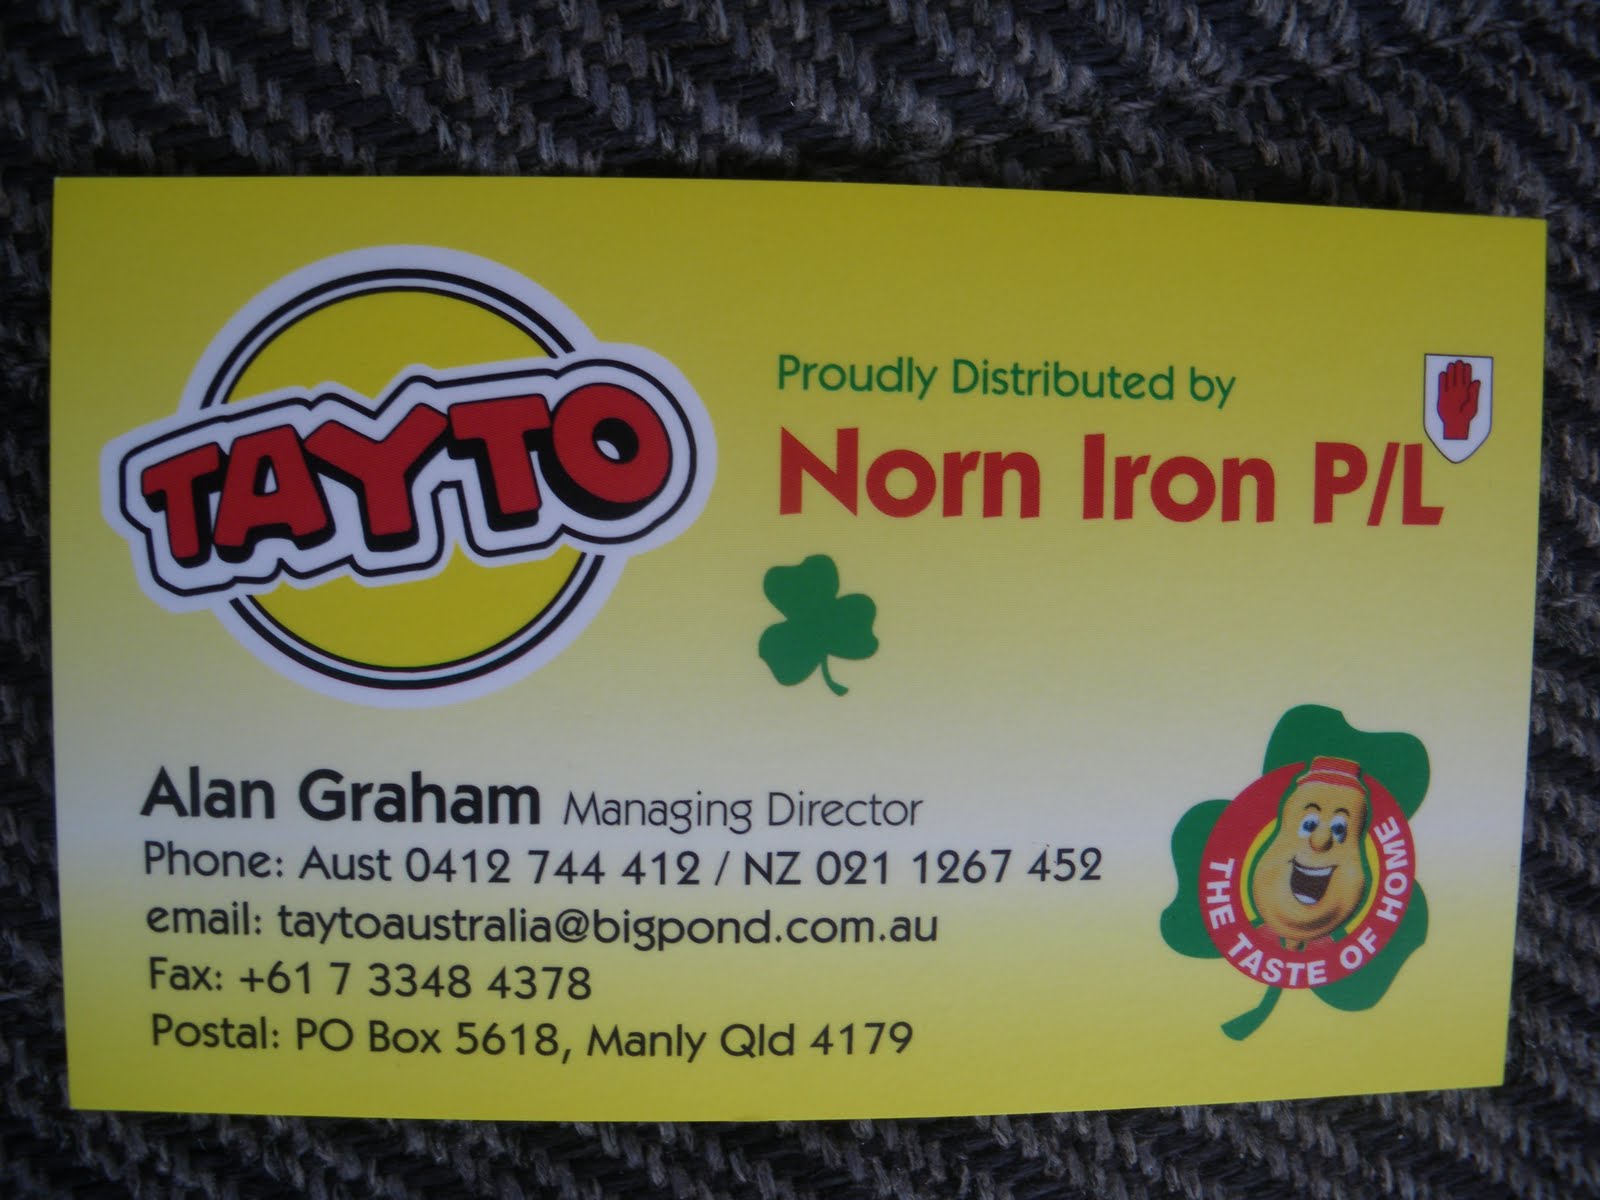 TAYTO
Proudly Distributed by
Norn Iron P/L
Alan Graham Managing Director
Phone: Aust 0412 744 412 / NZ 021 1267 452
email: taytoaustralia@bigpond.com.au
Fax: +61 7 3348 4378
Postal: PO Box 5618, Manly Qld 4179
THE TASTE OF HOME